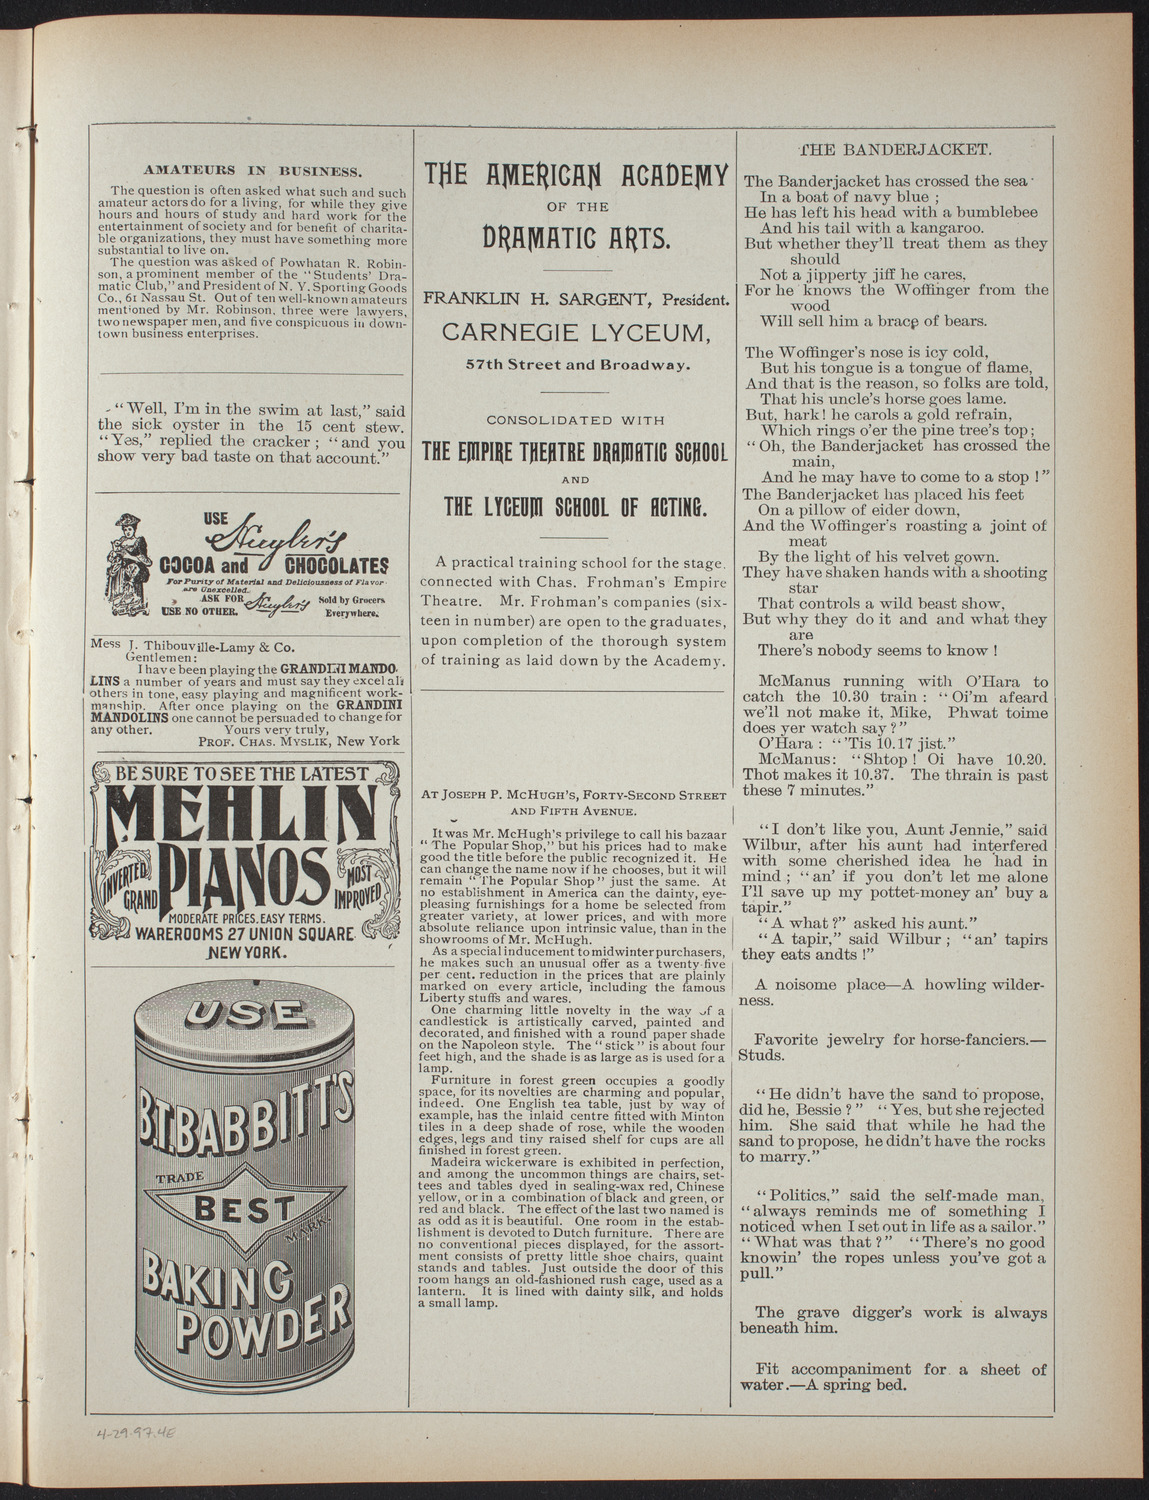 AMATEURS IN BUSINESS.
The question is often asked what such and such
amateur actors do for a living, for while they give
hours and hours of study and hard work for the
entertainment of society and for benefit of charita-
ble organizations, they must have something more
substantial to live on.
The question was asked of Powhatan R. Robin-
son, a prominent member of the "Students' Dra-
matic Club," and President of N. Y. Sporting Goods
Co., 61 Nassau St. Out of ten well-known amateurs
mentioned by Mr. Robinson, three were lawyers,
two newspaper men, and five conspicuous in down-
town business enterprises.
"Well, I'm in the swim at last," said
the sick oyster in the 15 cent stew.
"Yes," replied the cracker; "and you
show very bad taste on that account."
USE Huyler's
COCOA and CHOCOLATES
For Purity of Material and Deliciousness of Flavor
are Unexcelled.
ASK FOR Huyler's Sold by Grocers
USE NO OTHER. Everywhere.
Mess J. Thibouville-Lamy & Co.
Gentlemen:
I have been playing the GRANDINI MANDO-
LINS a number of years and must say they excel all
others in tone, easy playing and magnificent work-
manship. After once playing on the GRANDINI
MANDOLINS one cannot be persuaded to change for
any other. Yours very truly,
PROF. CHAS. MYSLIK, New York
BE SURE TO SEE THE LATEST
MEHLIN
PIANOS
INVERTED GRAND
MOST IMPROVED
MODERATE PRICES. EASY TERMS.
WAREROOMS 27 UNION SQUARE
NEW YORK.
USE
B.T. BABBITT'S
TRADE
BEST
MARK
BAKING
POWDER
THE AMERICAN ACADEMY
OF THE
DRAMATIC ARTS.
FRANKLIN H. SARGENT, President.
CARNEGIE LYCEUM,
57th Street and Broadway.
CONSOLIDATED WITH
THE EMPIRE THEATRE DRAMATIC SCHOOL
AND
THE LYCEUM SCHOOL OF ACTING.
A practical training school for the stage,
connected with Chas. Frohman's Empire
Theatre. Mr. Frohman's companies (six-
teen in number) are open to the graduates,
upon completion of the thorough system
of training as laid down by the Academy.
AT JOSEPH P. MCHUGH'S, FORTY-SECOND STREET
AND FIFTH AVENUE.
It was Mr. McHugh's privilege to call his bazaar
"The Popular Shop," but his prices had to make
good the title before the public recognized it. He
can change the name now if he chooses, but it will
remain "The Popular Shop" just the same. At
no establishment in America can the dainty, eye-
pleasing furnishings for a home be selected from
greater variety, at lower prices, and with more
absolute reliance upon intrinsic value, than in the
showrooms of Mr. McHugh.
As a special inducement to midwinter purchasers,
he makes such an unusual offer as a twenty-five
per cent. reduction in the prices that are plainly
marked on every article, including the famous
Liberty stuffs and wares.
One charming little novelty in the way of a
candlestick is artistically carved, painted and
decorated, and finished with a round paper shade
on the Napoleon style. The "stick" is about four
feet high, and the shade is as large as is used for a
lamp.
Furniture in forest green occupies a goodly
space, for its novelties are charming and popular,
indeed. One English tea table, just by way of
example, has the inlaid centre fitted with Minton
tiles in a deep shade of rose, while the wooden
edges, legs and tiny raised shelf for cups are all
finished in forest green.
Madeira wickerware is exhibited in perfection,
and among the uncommon things are chairs, set-
tees and tables dyed in sealing-wax red, Chinese
yellow, or in a combination of black and green, or
red and black. The effect of the last two named is
as odd as it is beautiful. One room in the estab-
lishment is devoted to Dutch furniture. There are
no conventional pieces displayed, for the assort-
ment consists of pretty little shoe chairs, quaint
stands and tables. Just outside the door of this
room hangs an old-fashioned rush cage, used as a
lantern. It is lined with dainty silk, and holds
a small lamp.
THE BANDERJACKET.
The Banderjacket has crossed the sea
In a boat of navy blue;
He has left his head with a bumblebee
And his tail with a kangaroo.
But whether they'll treat them as they
should
Not a jipperty jiff he cares,
For he knows the Woffinger from the
wood
Will sell him a brace of bears.
The Woffinger's nose is icy cold,
But his tongue is a tongue of flame,
And that is the reason, so folks are told,
That his uncle's horse goes lame.
But, hark! he carols a gold refrain,
Which rings o'er the pine tree's top;
"Oh, the Banderjacket has crossed the
main,
And he may have to come to a stop!"
The Banderjacket has placed his feet
On a pillow of eider down,
And the Woffinger's roasting a joint of
meat
By the light of his velvet gown.
They have shaken hands with a shooting
star
That controls a wild beast show,
But why they do it and and what they
are
There's nobody seems to know!
McManus running with O'Hara to
catch the 10.30 train: "Oi'm afeard
we'll not make it, Mike, Phwat toime
does yer watch say?"
O'Hara: "'Tis 10.17 jist."
McManus: "Shtop! Oi have 10.20.
Thot makes it 10.37. The thrain is past
these 7 minutes."
"I don't like you, Aunt Jennie," said
Wilbur, after his aunt had interfered
with some cherished idea he had in
mind; "an' if you don't let me alone
I'll save up my pottet-money an' buy a
tapir."
"A what?" asked his aunt."
"A tapir," said Wilbur; "an' tapirs
they eats andts!"
A noisome place—A howling wilder-
ness.
Favorite jewelry for horse-fanciers.—
Studs.
"He didn't have the sand to propose,
did he, Bessie?" "Yes, but she rejected
him. She said that while he had the
sand to propose, he didn't have the rocks
to marry."
"Politics," said the self-made man,
"always reminds me of something I
noticed when I set out in life as a sailor."
"What was that?" "There's no good
knowin' the ropes unless you've got a
pull."
The grave digger's work is always
beneath him.
Fit accompaniment for a sheet of
water.—A spring bed.
4-29-97.4E